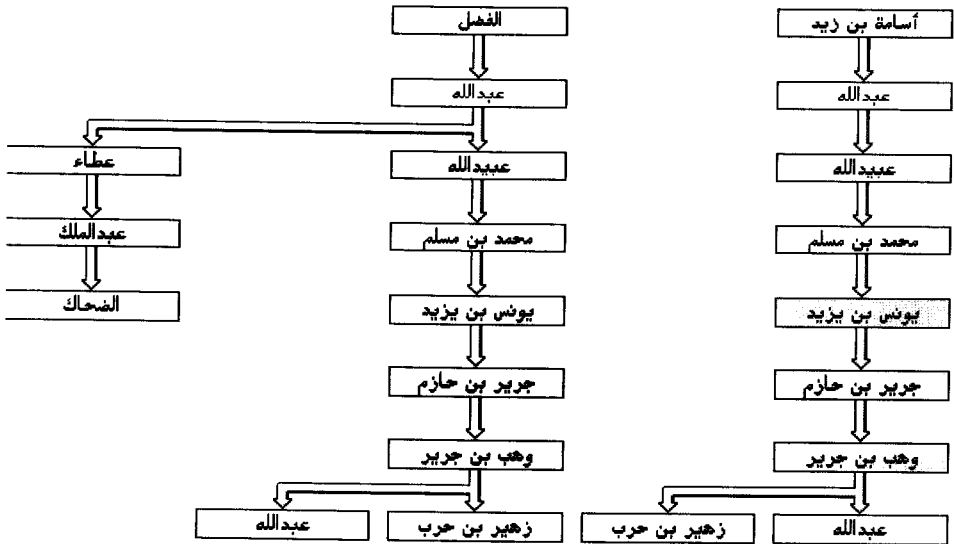 أسامة بن زيد
عبدالله
عبيدالله
محمد بن مسلم
يونس بن يزيد
جرير بن حازم
وهب بن جرير
عبدالله
زهير بن حرب
الفضل
عبدالله
عبيدالله
محمد بن مسلم
يونس بن يزيد
جرير بن حازم
وهب بن جرير
زهير بن حرب
عبدالله
عطاء
عبدالملك
الضحاك